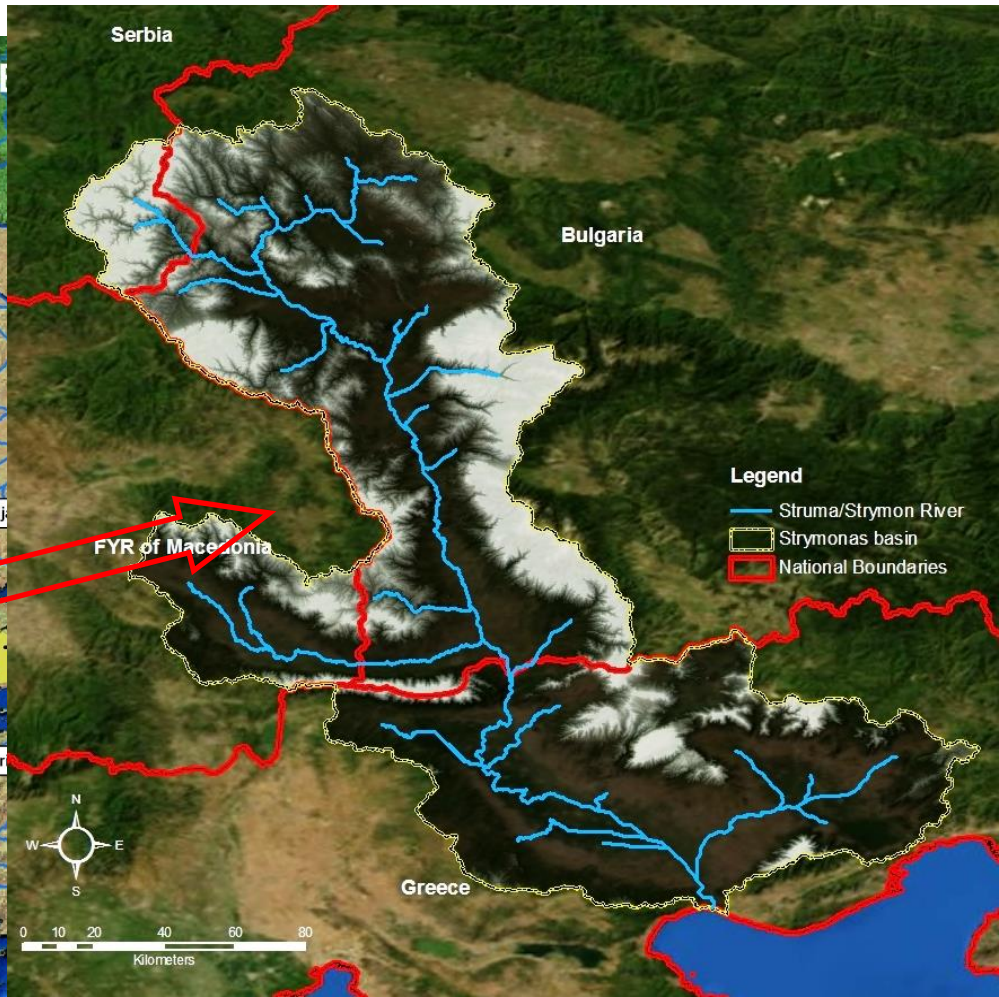 Serbia
Bulgaria
Legend
Struma/Strymon River
Strymonas basin
National Boundaries
FYR of Macedonia
N
W E
S
Greece
0 10 20 40 60 80
Kilometers